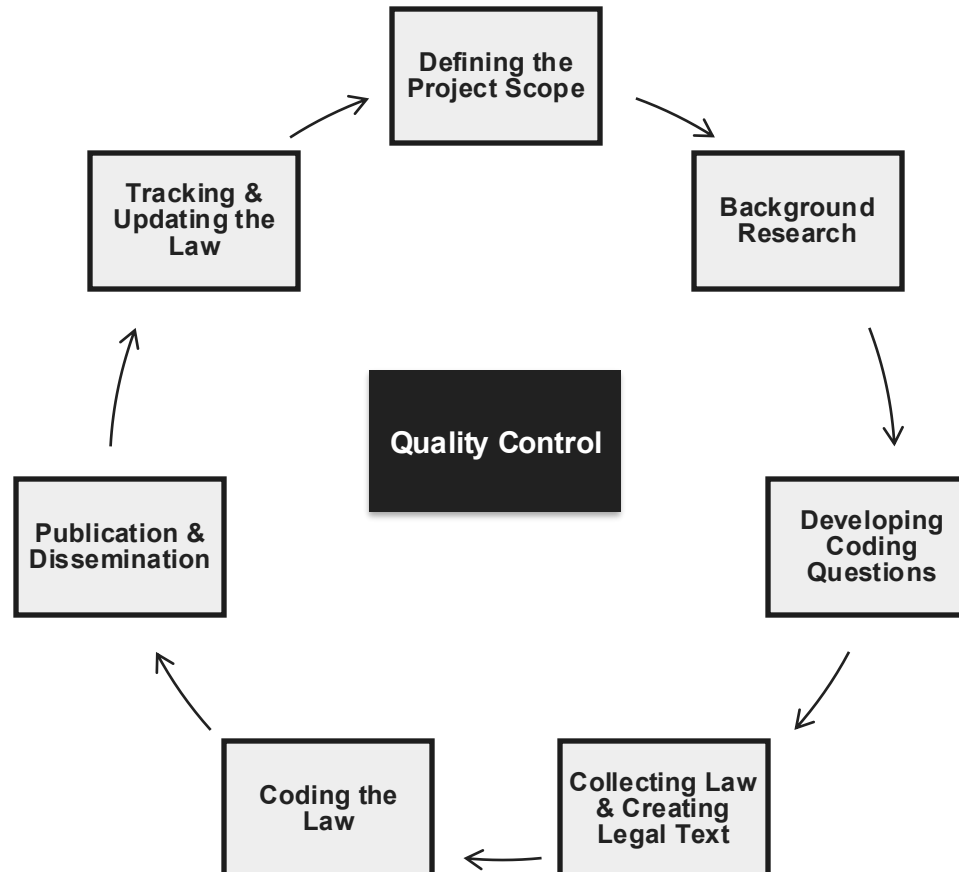 Defining the
Project Scope
Tracking &
Updating the
Law
Background
Research
Quality Control
Publication &
Dissemination
Developing
Coding
Questions
Coding the
Law
Collecting Law
& Creating
Legal Text